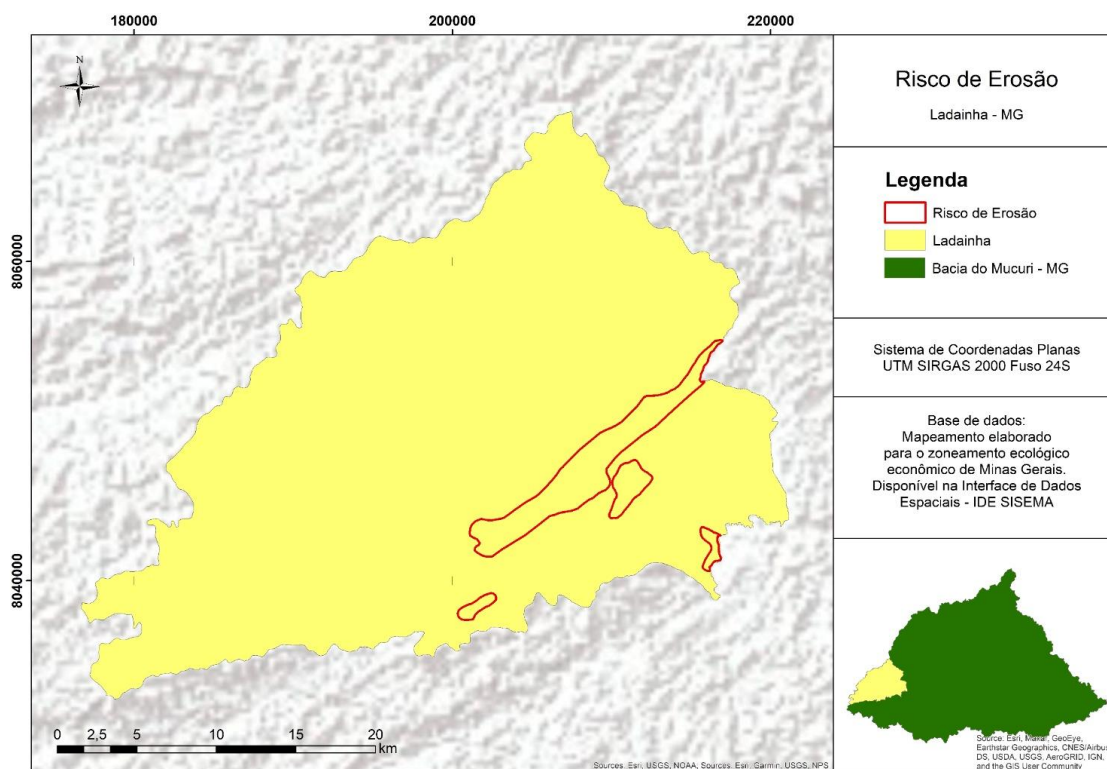 180000
200000
220000
N
8060000
8040000
0 2,5 5 10 15 20
km
Sources: Esri, USGS, NOAA, Sources: Esri, Garmin, USGS, NPS
Risco de Erosão
Ladainha - MG
Legenda
Risco de Erosão
Ladainha
Bacia do Mucuri - MG
Sistema de Coordenadas Planas
UTM SIRGAS 2000 Fuso 24S
Base de dados:
Mapeamento elaborado
para o zoneamento ecológico
econômico de Minas Gerais.
Disponível na Interface de Dados
Espaciais - IDE SISEMA
Source: Esri, Maxar, GeoEye,
Earthstar Geographics, CNES/Airbus
DS, USDA, USGS, AeroGRID, IGN,
and the GIS User Community